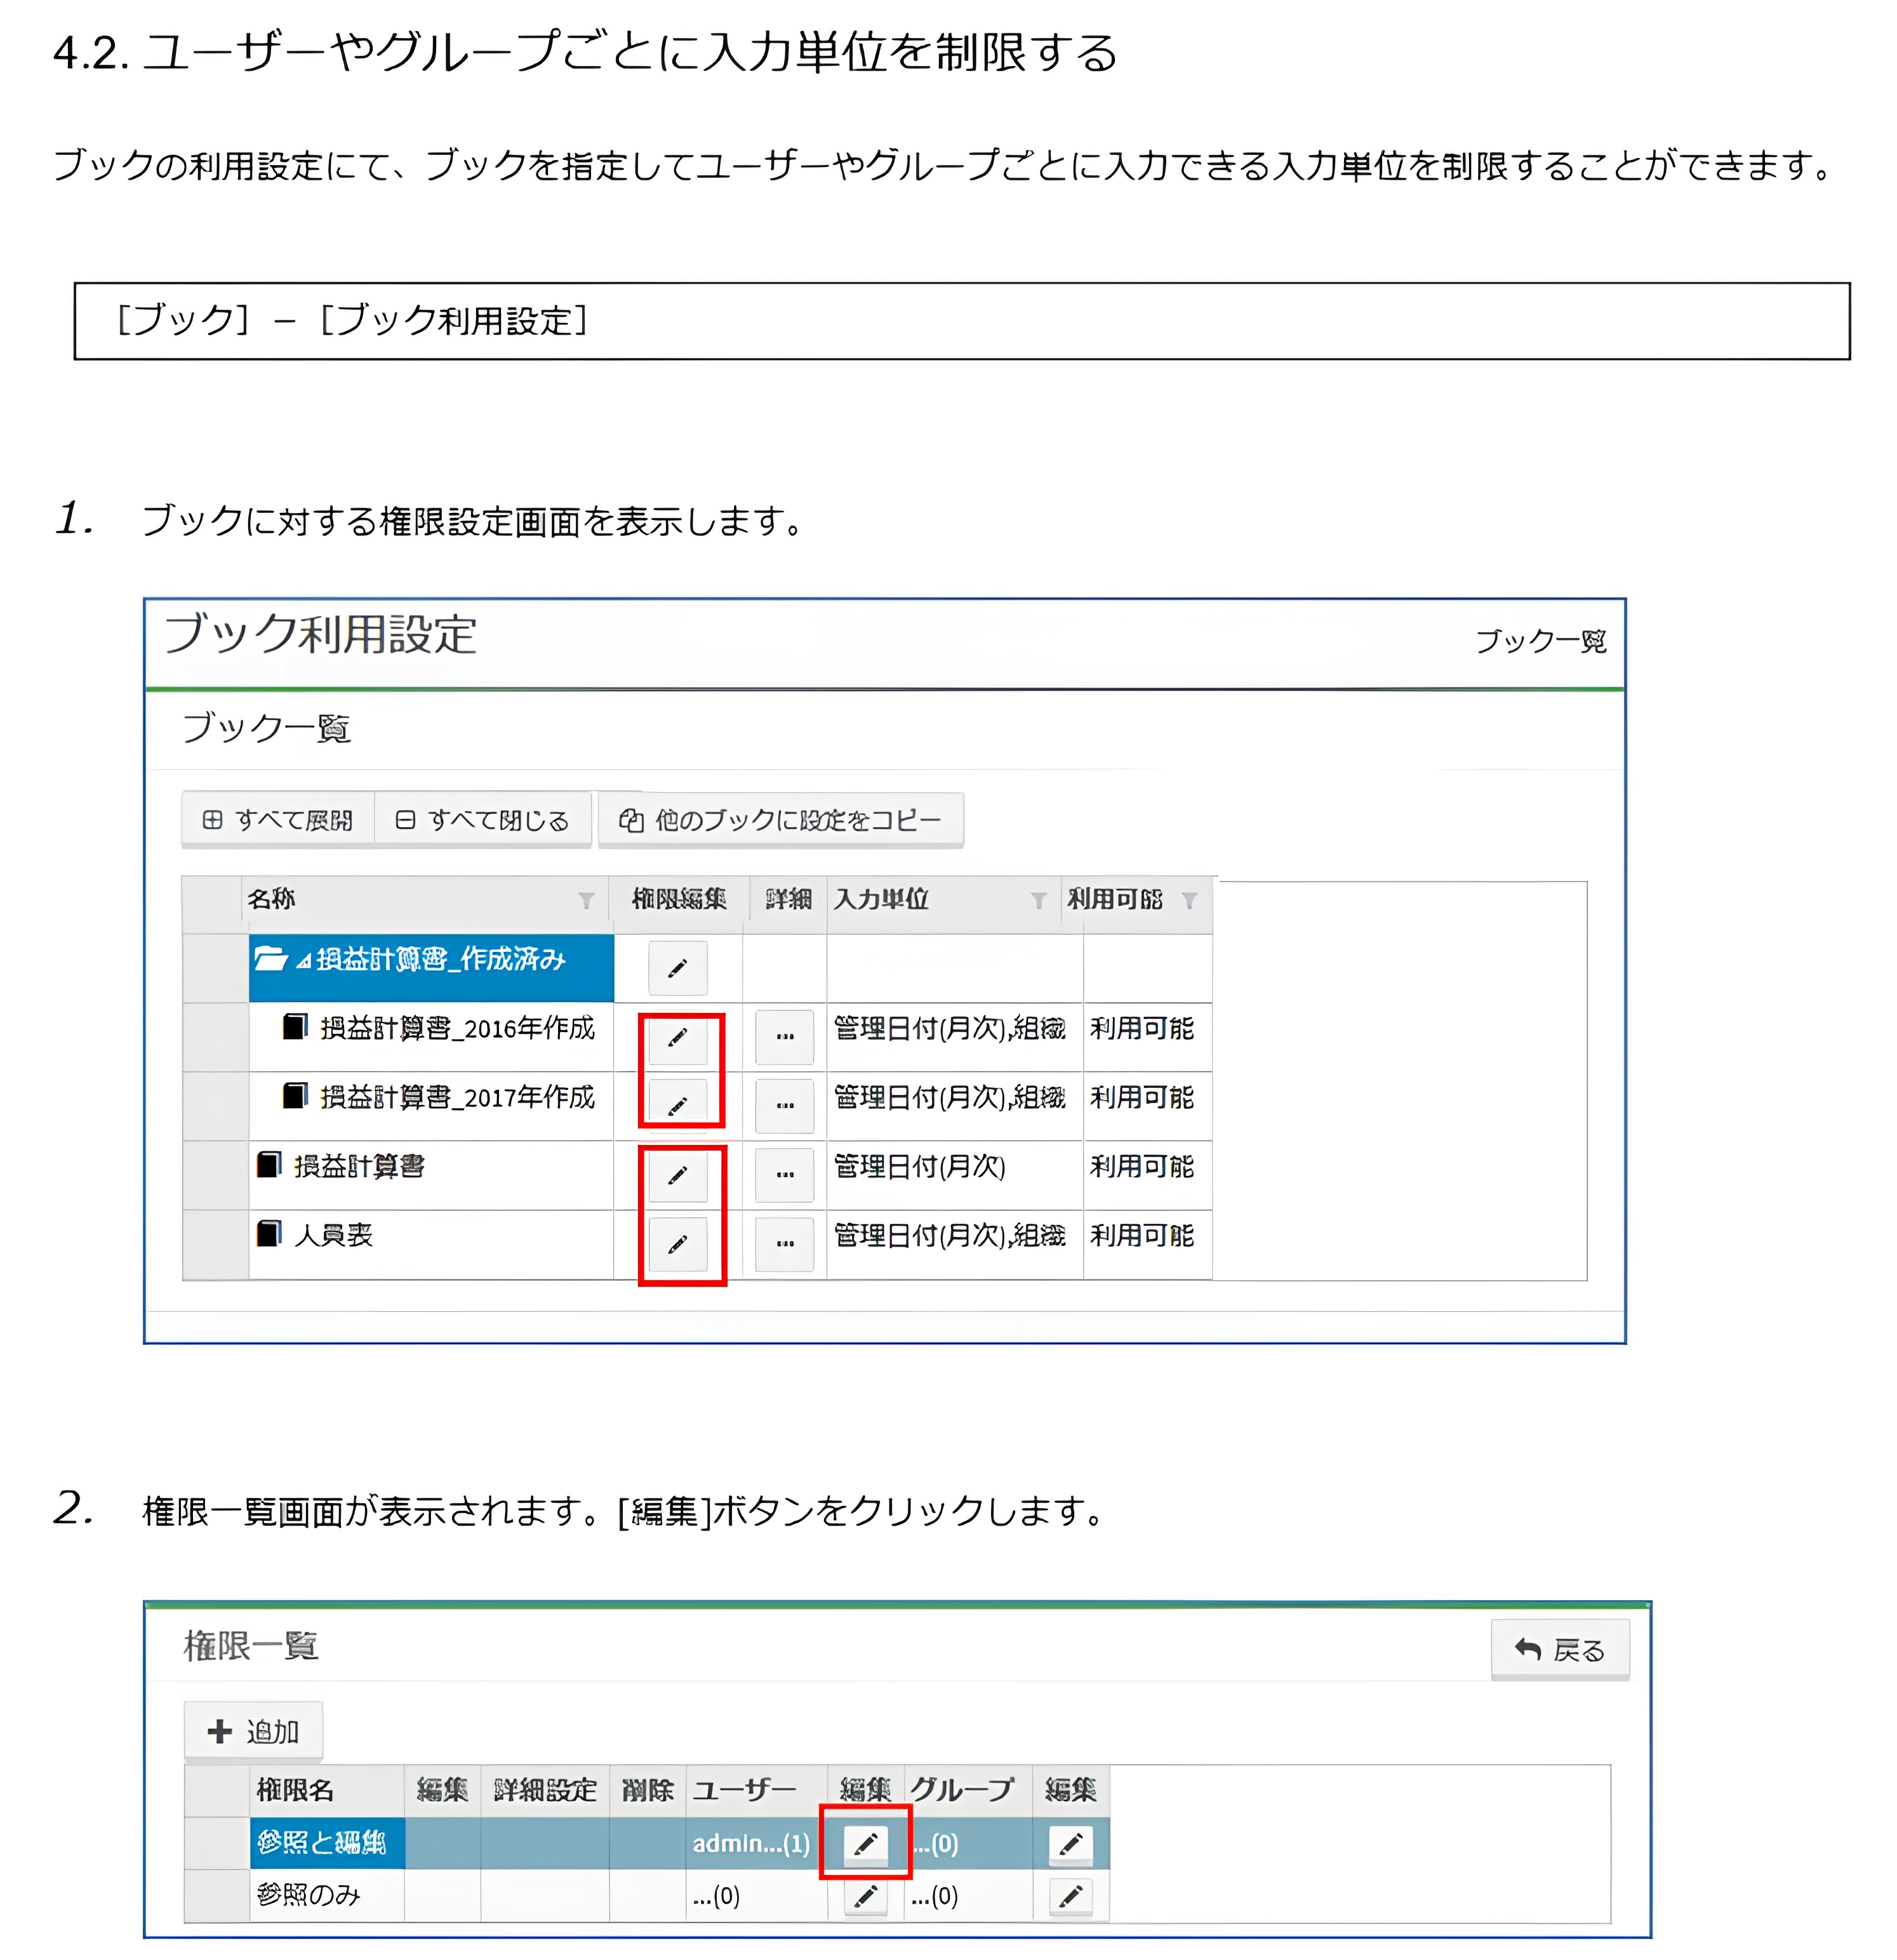 4.2. ユーザーやグループごとに入力単位を制限する
ブックの利用設定にて、ブックを指定してユーザーやグループごとに入力できる入力単位を制限することができます。
[ブック] － [ブック利用設定]
1. ブックに対する権限設定画面を表示します。
ブック利用設定 ブック一覧
ブック一覧
すべて展開 すべて閉じる 他のブックに設定をコピー
名称 権限編集 詳細 入力単位 利用可能
損益計算書_作成済み
損益計算書_2016年作成 ... 管理日付(月次),組織 利用可能
損益計算書_2017年作成 ... 管理日付(月次),組織 利用可能
損益計算書 ... 管理日付(月次) 利用可能
人員表 ... 管理日付(月次),組織 利用可能
2. 権限一覧画面が表示されます。[編集]ボタンをクリックします。
権限一覧 戻る
追加
権限名 編集 詳細設定 削除 ユーザー 編集 グループ 編集
参照と編集 admin...(1) ...(0)
参照のみ ...(0) ...(0)